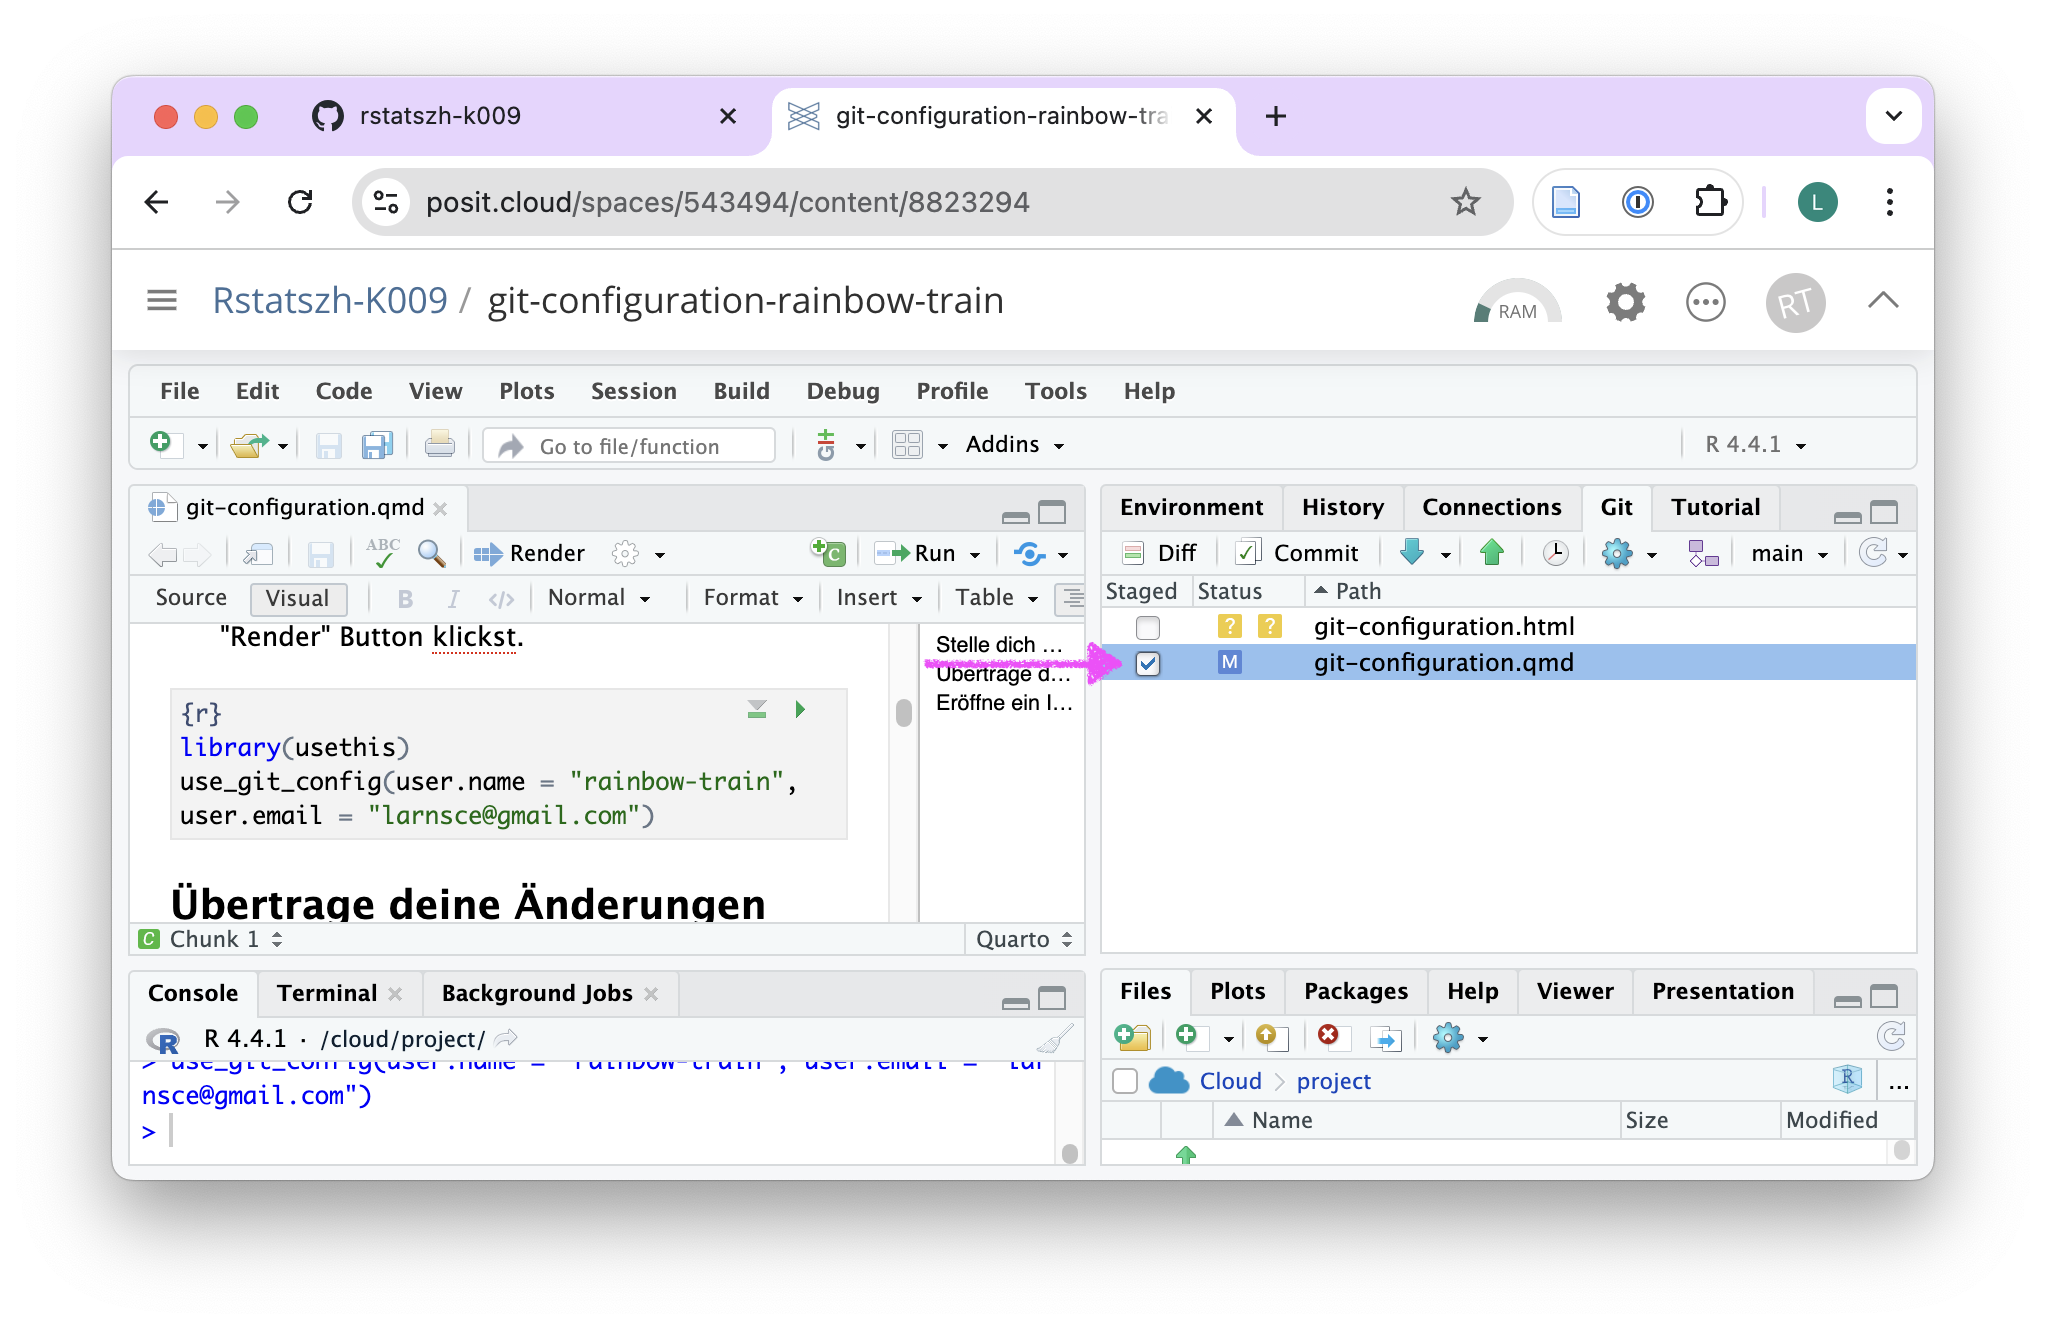 rstatszh-k009
git-configuration-rainbow-tra
posit.cloud/spaces/543494/content/8823294
L
Rstatszh-K009 / git-configuration-rainbow-train
RAM
RT
File Edit Code View Plots Session Build Debug Profile Tools Help
Go to file/function
Addins
R 4.4.1
git-configuration.qmd
ABC
Render
Run
Source Visual B I </> Normal Format Insert Table
"Render" Button klickst.
{r}
library(usethis)
use_git_config(user.name = "rainbow-train",
user.email = "larnsce@gmail.com")
Übertrage deine Änderungen
Stelle dich ...
Übertrage d...
Eröffne ein I...
C Chunk 1
Quarto
Environment History Connections Git Tutorial
Diff Commit main
Staged Status Path
? ? git-configuration.html
M git-configuration.qmd
Console Terminal Background Jobs
R 4.4.1 · /cloud/project/
> use_git_config(user.name = "rainbow-train", user.email = "lar
nsce@gmail.com")
>
Files Plots Packages Help Viewer Presentation
Cloud > project
R
...
Name Size Modified